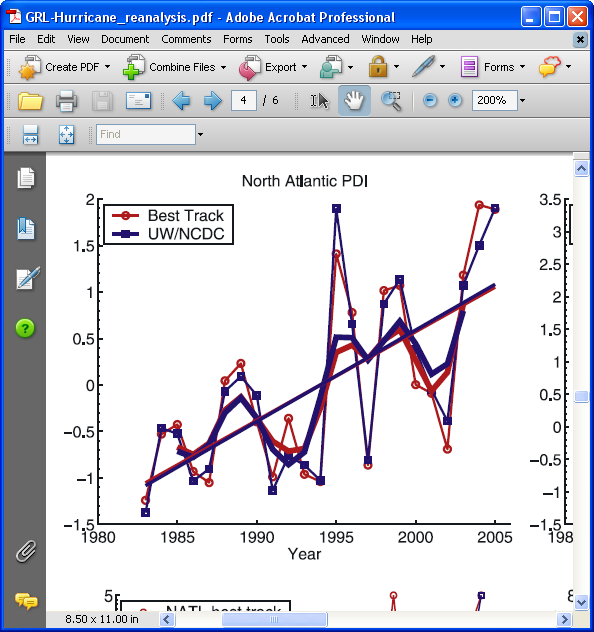 GRL-Hurricane_reanalysis.pdf - Adobe Acrobat Professional
File Edit View Document Comments Forms Tools Advanced Window Help
Create PDF Combine Files Export Forms
4 / 6 200%
Find
North Atlantic PDI
Best Track
UW/NCDC
2
1.5
1
0.5
0
−0.5
−1
−1.5
1980 1985 1990 1995 2000 2005
Year
3.5
3
2.5
2
1.5
1
0.5
0
−0.5
−1
−1.5
198
5
NATL best track
8
8.50 x 11.00 in